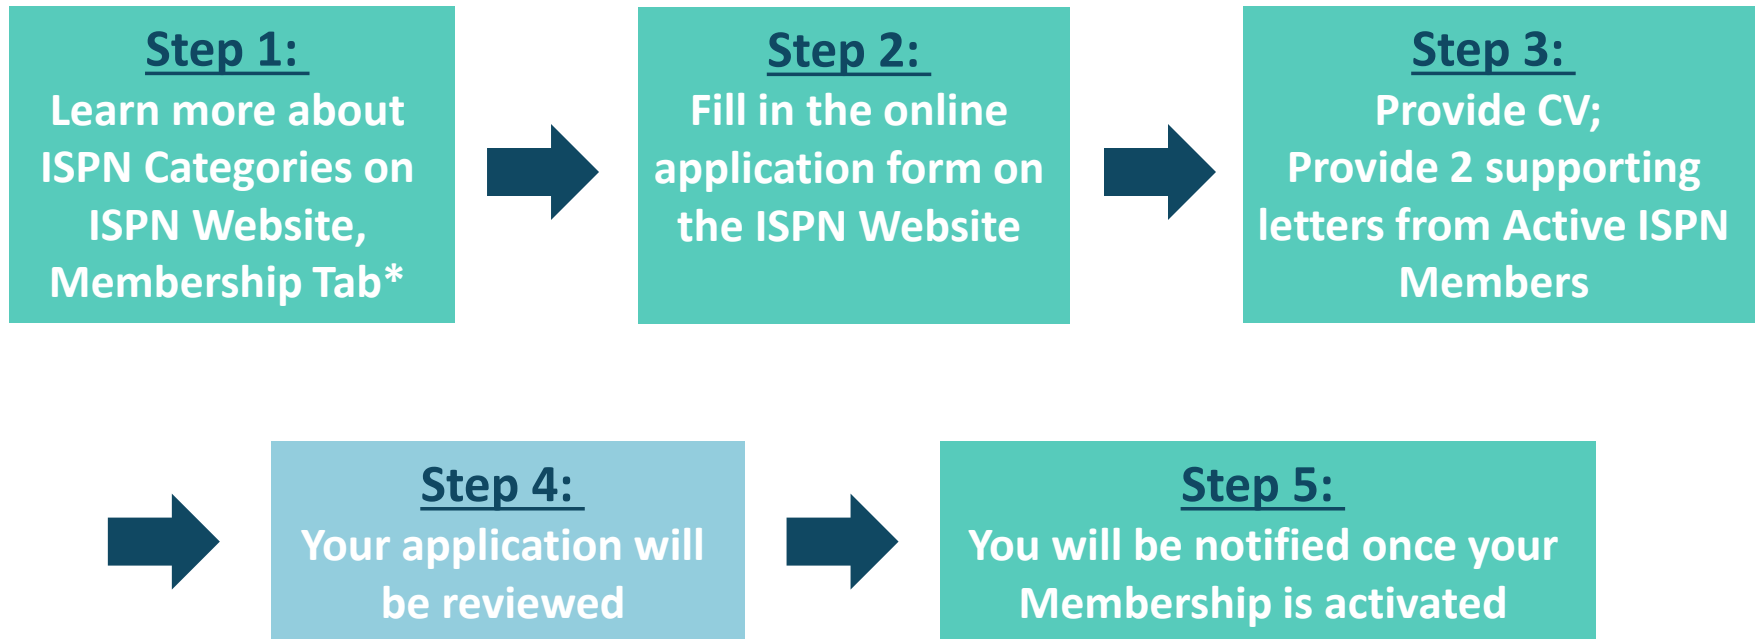 Step 1:
Learn more about
ISPN Categories on
ISPN Website,
Membership Tab*
Step 2:
Fill in the online
application form on
the ISPN Website
Step 3:
Provide CV;
Provide 2 supporting
letters from Active ISPN
Members
Step 4:
Your application will
be reviewed
Step 5:
You will be notified once your
Membership is activated